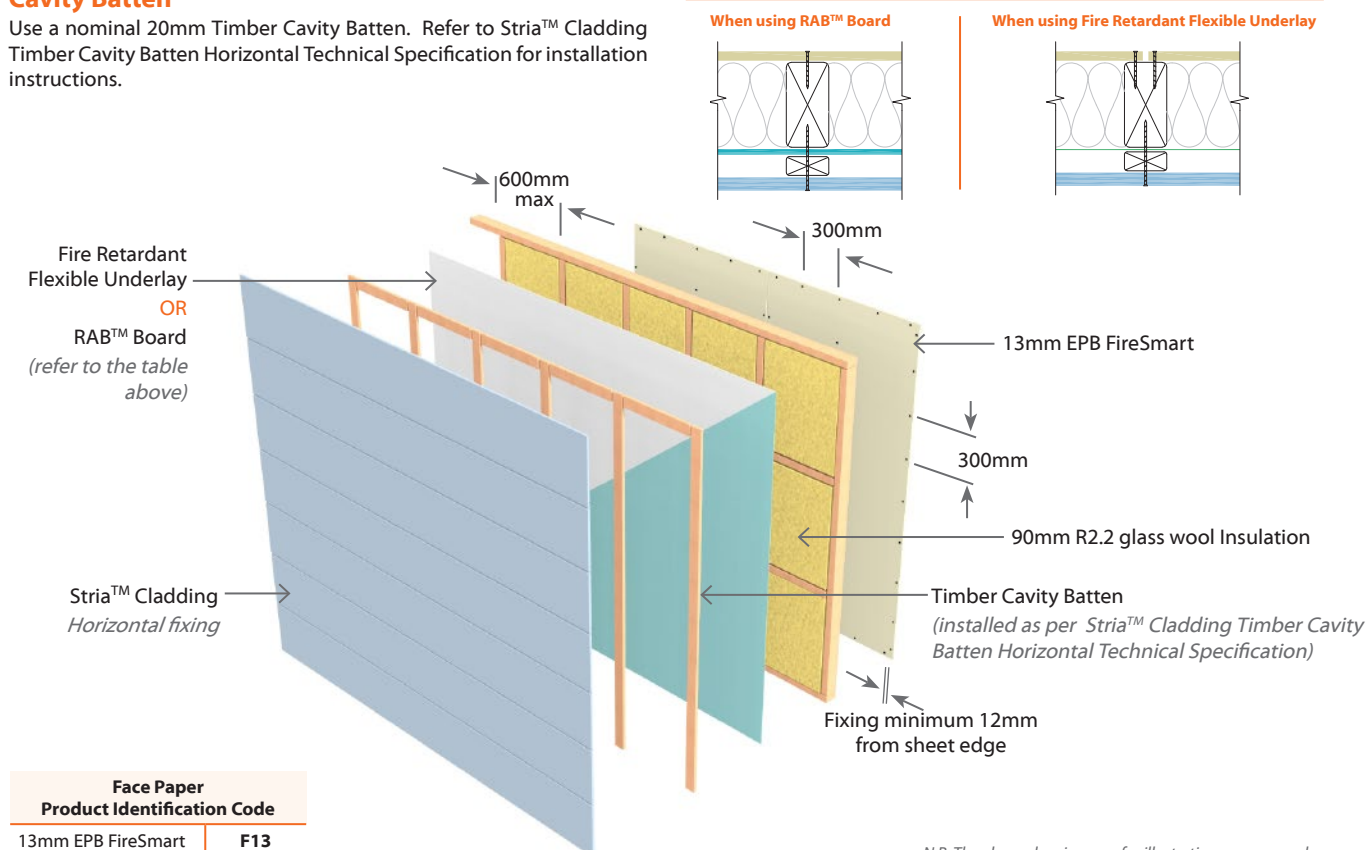 Cavity Batten
Use a nominal 20mm Timber Cavity Batten. Refer to Stria™ Cladding
Timber Cavity Batten Horizontal Technical Specification for installation
instructions.
When using RAB™ Board
When using Fire Retardant Flexible Underlay
600mm
max
300mm
Fire Retardant
Flexible Underlay
OR
RAB™ Board
(refer to the table
above)
13mm EPB FireSmart
300mm
90mm R2.2 glass wool Insulation
Stria™ Cladding
Horizontal fixing
Timber Cavity Batten
(installed as per Stria™ Cladding Timber Cavity
Batten Horizontal Technical Specification)
Fixing minimum 12mm
from sheet edge
Face Paper
Product Identification Code
13mm EPB FireSmart F13